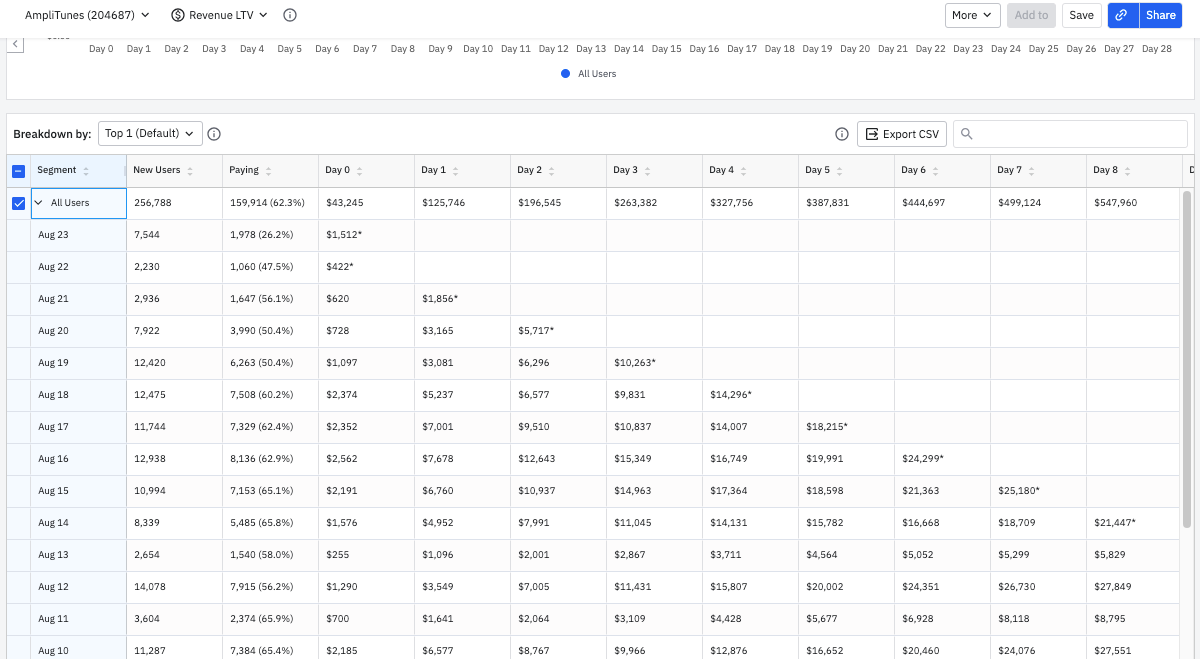 AmpliTunes (204687) Revenue LTV More Add to Save Share
Day 0 Day 1 Day 2 Day 3 Day 4 Day 5 Day 6 Day 7 Day 8 Day 9 Day 10 Day 11 Day 12 Day 13 Day 14 Day 15 Day 16 Day 17 Day 18 Day 19 Day 20 Day 21 Day 22 Day 23 Day 24 Day 25 Day 26 Day 27 Day 28
All Users
Breakdown by: Top 1 (Default) Export CSV
Segment New Users Paying Day 0 Day 1 Day 2 Day 3 Day 4 Day 5 Day 6 Day 7 Day 8
All Users 256,788 159,914 (62.3%) $43,245 $125,746 $196,545 $263,382 $327,756 $387,831 $444,697 $499,124 $547,960
Aug 23 7,544 1,978 (26.2%) $1,512*
Aug 22 2,230 1,060 (47.5%) $422*
Aug 21 2,936 1,647 (56.1%) $620 $1,856*
Aug 20 7,922 3,990 (50.4%) $728 $3,165 $5,717*
Aug 19 12,420 6,263 (50.4%) $1,097 $3,081 $6,296 $10,263*
Aug 18 12,475 7,508 (60.2%) $2,374 $5,237 $6,577 $9,831 $14,296*
Aug 17 11,744 7,329 (62.4%) $2,352 $7,001 $9,510 $10,837 $14,007 $18,215*
Aug 16 12,938 8,136 (62.9%) $2,562 $7,678 $12,643 $15,349 $16,749 $19,991 $24,299*
Aug 15 10,994 7,153 (65.1%) $2,191 $6,760 $10,937 $14,963 $17,364 $18,598 $21,363 $25,180*
Aug 14 8,339 5,485 (65.8%) $1,576 $4,952 $7,991 $11,045 $14,131 $15,782 $16,668 $18,709 $21,447*
Aug 13 2,654 1,540 (58.0%) $255 $1,096 $2,001 $2,867 $3,711 $4,564 $5,052 $5,299 $5,829
Aug 12 14,078 7,915 (56.2%) $1,290 $3,549 $7,005 $11,431 $15,807 $20,002 $24,351 $26,730 $27,849
Aug 11 3,604 2,374 (65.9%) $700 $1,641 $2,064 $3,109 $4,428 $5,677 $6,928 $8,118 $8,795
Aug 10 11,287 7,384 (65.4%) $2,185 $6,577 $8,767 $9,966 $12,876 $16,652 $20,460 $24,076 $27,551